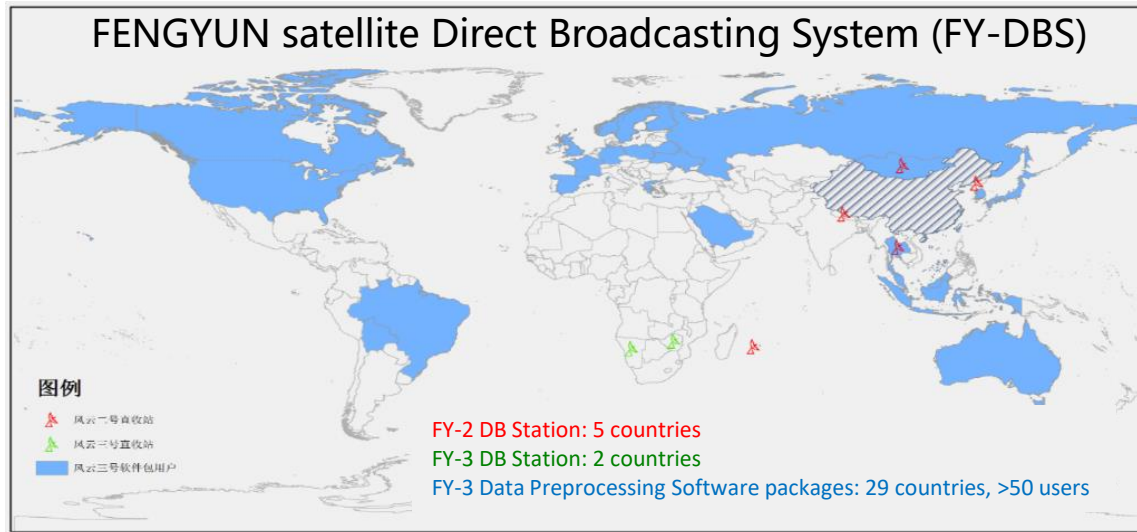 FENGYUN satellite Direct Broadcasting System (FY-DBS)
图例
风云二号直收站
风云三号直收站
风云三号软件包用户
FY-2 DB Station: 5 countries
FY-3 DB Station: 2 countries
FY-3 Data Preprocessing Software packages: 29 countries, >50 users